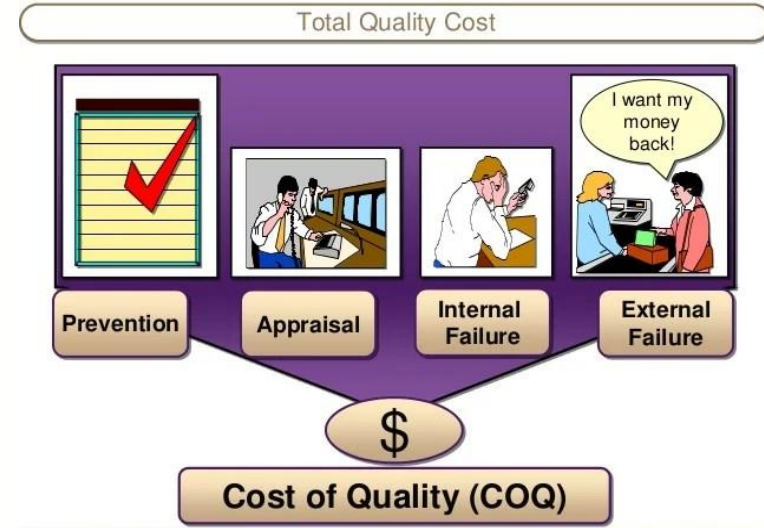 Total Quality Cost
I want my
money
back!
Prevention
Appraisal
Internal
Failure
External
Failure
$
Cost of Quality (COQ)